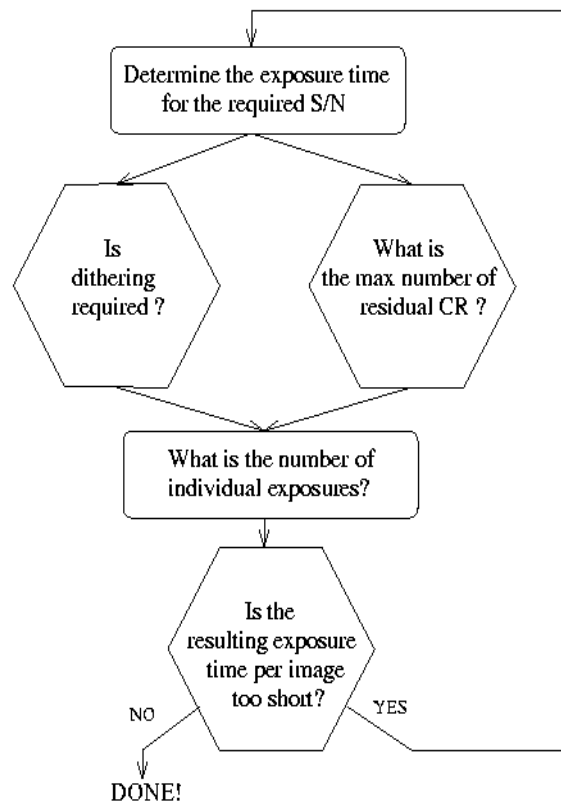 Determine the exposure time
for the required S/N
Is
dithering
required ?
What is
the max number of
residual CR ?
What is the number of
individual exposures?
Is the
resulting exposure
time per image
too short?
NO
YES
DONE!